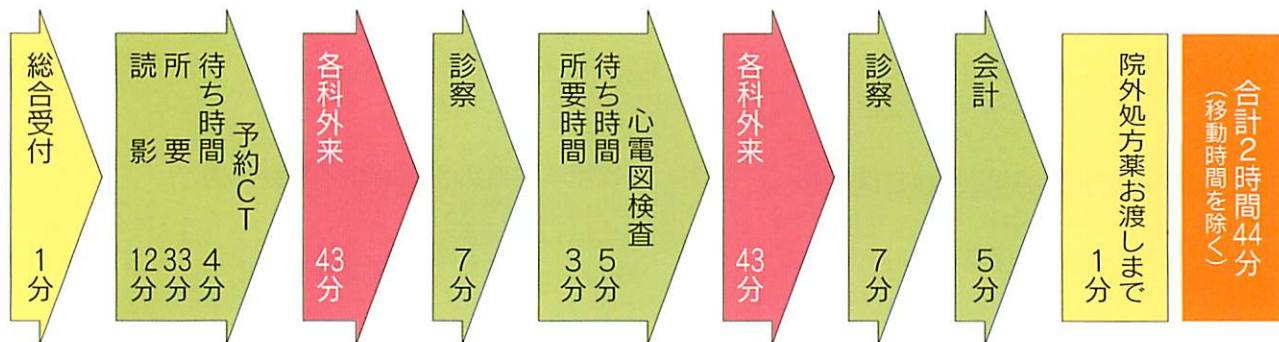 総合受付 1分
予約CT
待ち時間 4分
所要 33分
読影 12分
各科外来 43分
診察 7分
心電図検査
待ち時間 5分
所要時間 3分
各科外来 43分
診察 7分
会計 5分
院外処方薬お渡しまで 1分
合計2時間44分
(移動時間を除く)